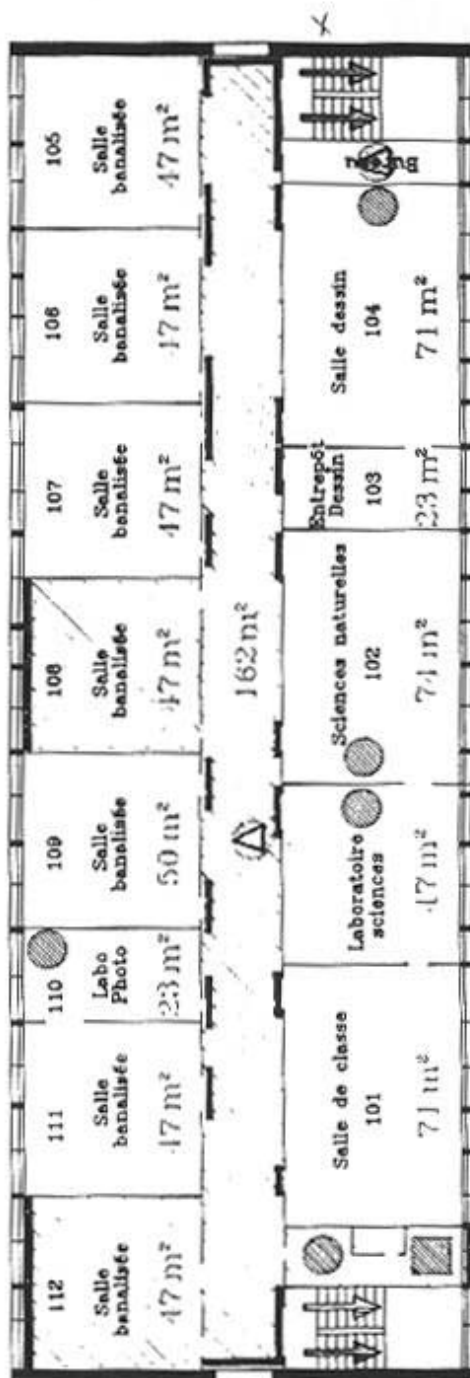 105
Salle
banalisée
47 m²
106
Salle
banalisée
47 m²
107
Salle
banalisée
47 m²
108
Salle
banalisée
47 m²
109
Salle
banalisée
50 m²
110
Labo
Photo
23 m²
111
Salle
banalisée
47 m²
112
Salle
banalisée
47 m²
162 m²
Bureau
Salle dessin
104
71 m²
Entrepôt
Dessin
103
23 m²
Sciences naturelles
102
Laboratoire
sciences
47 m²
Salle de classe
101
71 m²